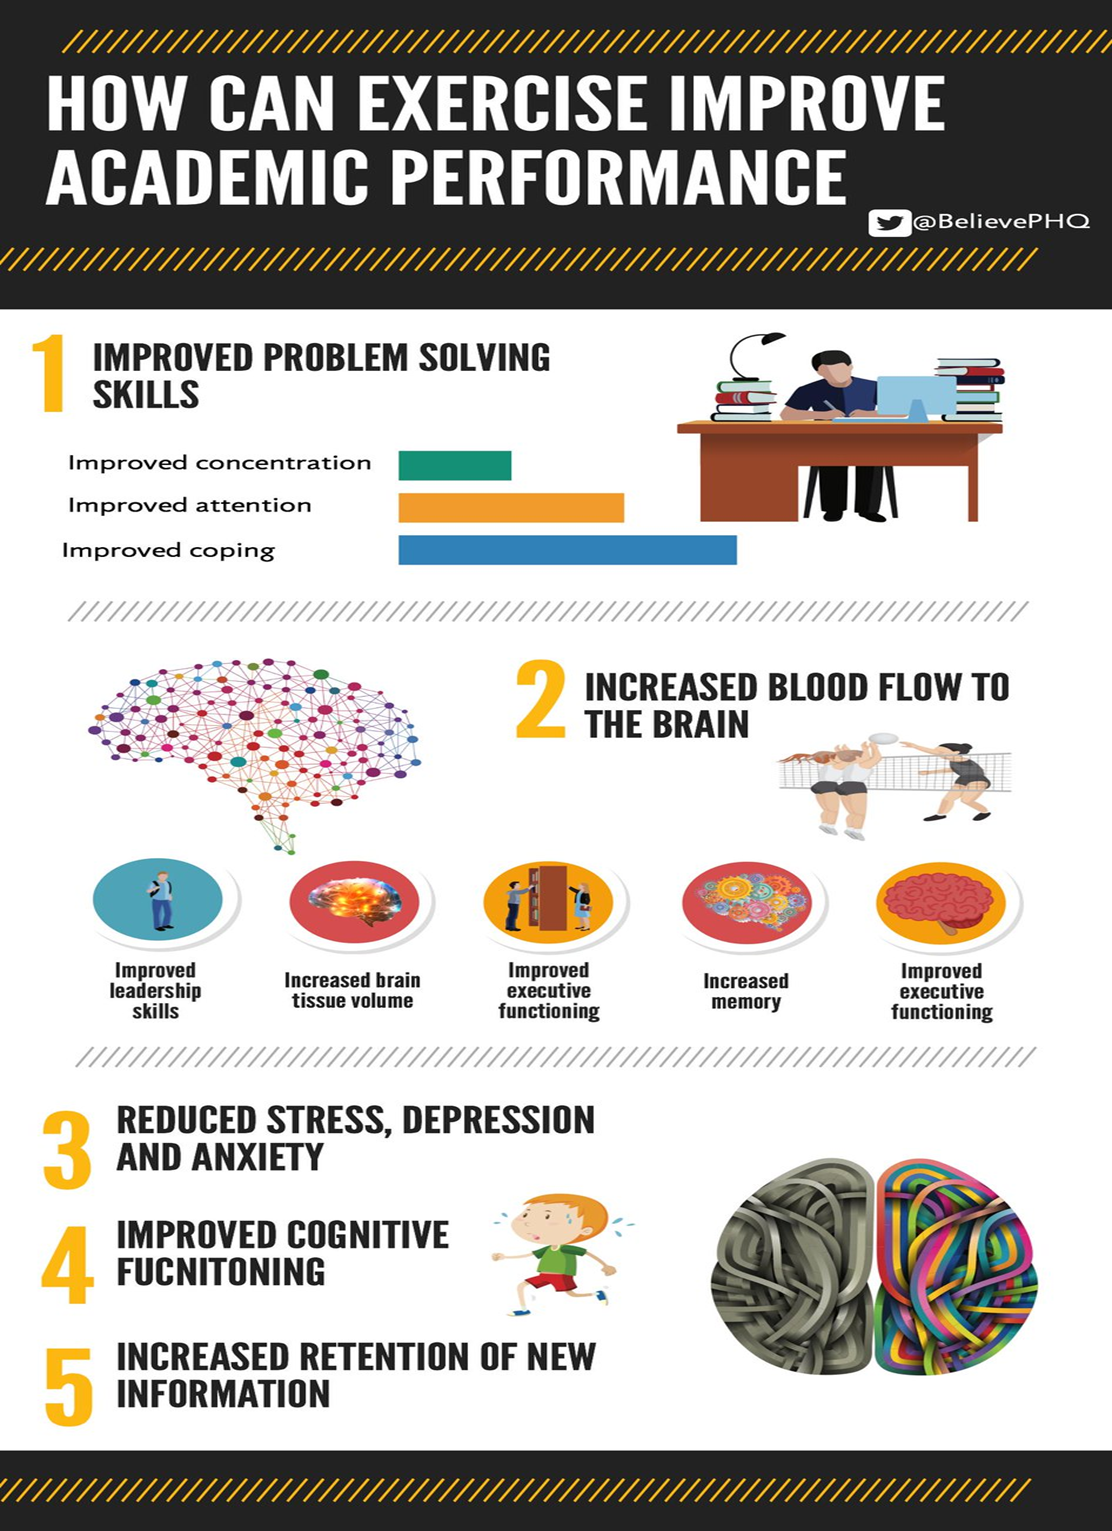 HOW CAN EXERCISE IMPROVE
ACADEMIC PERFORMANCE
@BelievePHQ
1
IMPROVED PROBLEM SOLVING
SKILLS
Improved concentration
Improved attention
Improved coping
2
INCREASED BLOOD FLOW TO
THE BRAIN
Improved
leadership
skills
Increased brain
tissue volume
Improved
executive
functioning
Increased
memory
Improved
executive
functioning
3
REDUCED STRESS, DEPRESSION
AND ANXIETY
4
IMPROVED COGNITIVE
FUCNITONING
5
INCREASED RETENTION OF NEW
INFORMATION